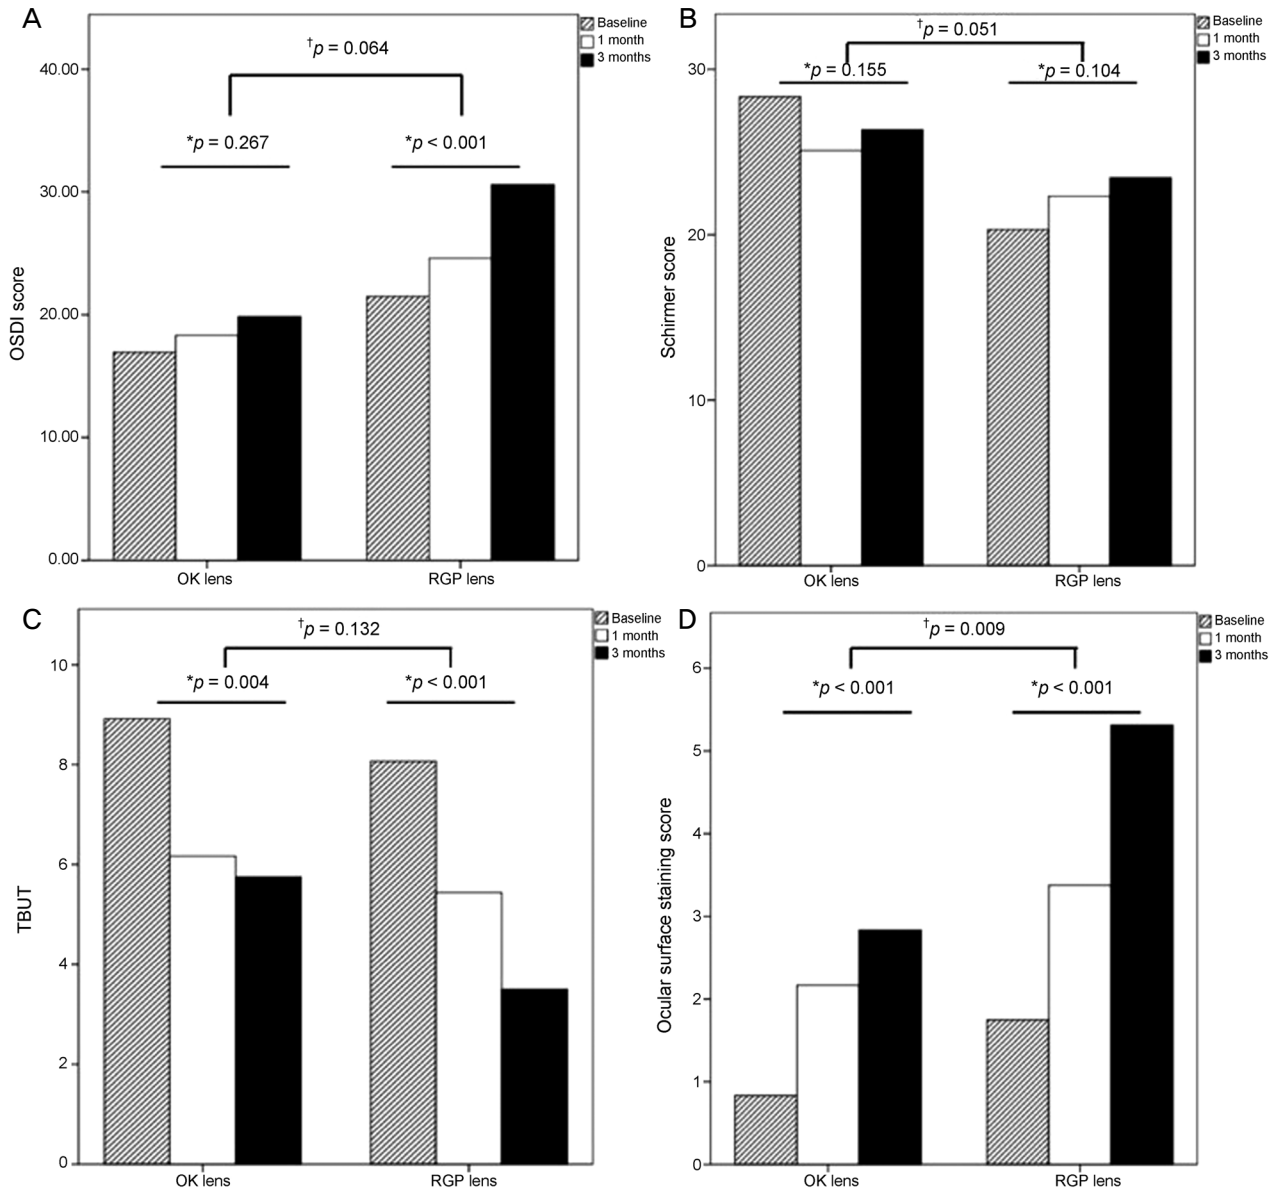 A
Baseline
1 month
3 months
†p = 0.064
*p = 0.267
*p < 0.001
40.00
30.00
20.00
10.00
0.00
OSDI score
OK lens
RGP lens
B
Baseline
1 month
3 months
†p = 0.051
*p = 0.155
*p = 0.104
30
20
10
0
Schirmer score
OK lens
RGP lens
C
Baseline
1 month
3 months
†p = 0.132
*p = 0.004
*p < 0.001
10
8
6
4
2
0
TBUT
OK lens
RGP lens
D
Baseline
1 month
3 months
†p = 0.009
*p < 0.001
*p < 0.001
6
5
4
3
2
1
0
Ocular surface staining score
OK lens
RGP lens